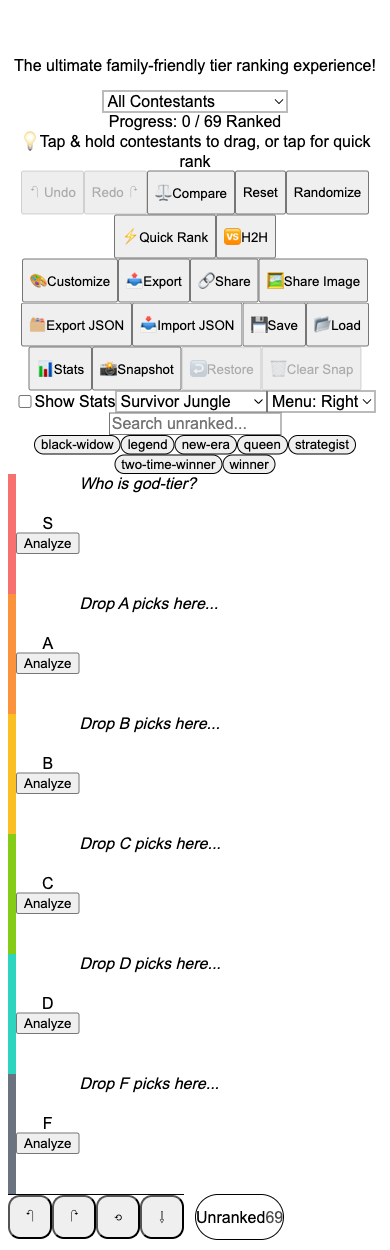 The ultimate family-friendly tier ranking experience!
All Contestants
Progress: 0 / 69 Ranked
💡Tap & hold contestants to drag, or tap for quick
rank
Undo Redo ⚖️Compare Reset Randomize
⚡Quick Rank 🆚H2H
🎨Customize 📤Export 🔗Share 🖼️Share Image
Export JSON 📥Import JSON 💾Save 📂Load
📊Stats 📸Snapshot Restore Clear Snap
Show Stats Survivor Jungle Menu: Right
Search unranked...
black-widow legend new-era queen strategist
two-time-winner winner
Who is god-tier?
S
Analyze
Drop A picks here...
A
Analyze
Drop B picks here...
B
Analyze
Drop C picks here...
C
Analyze
Drop D picks here...
D
Analyze
Drop F picks here...
F
Analyze
Unranked69